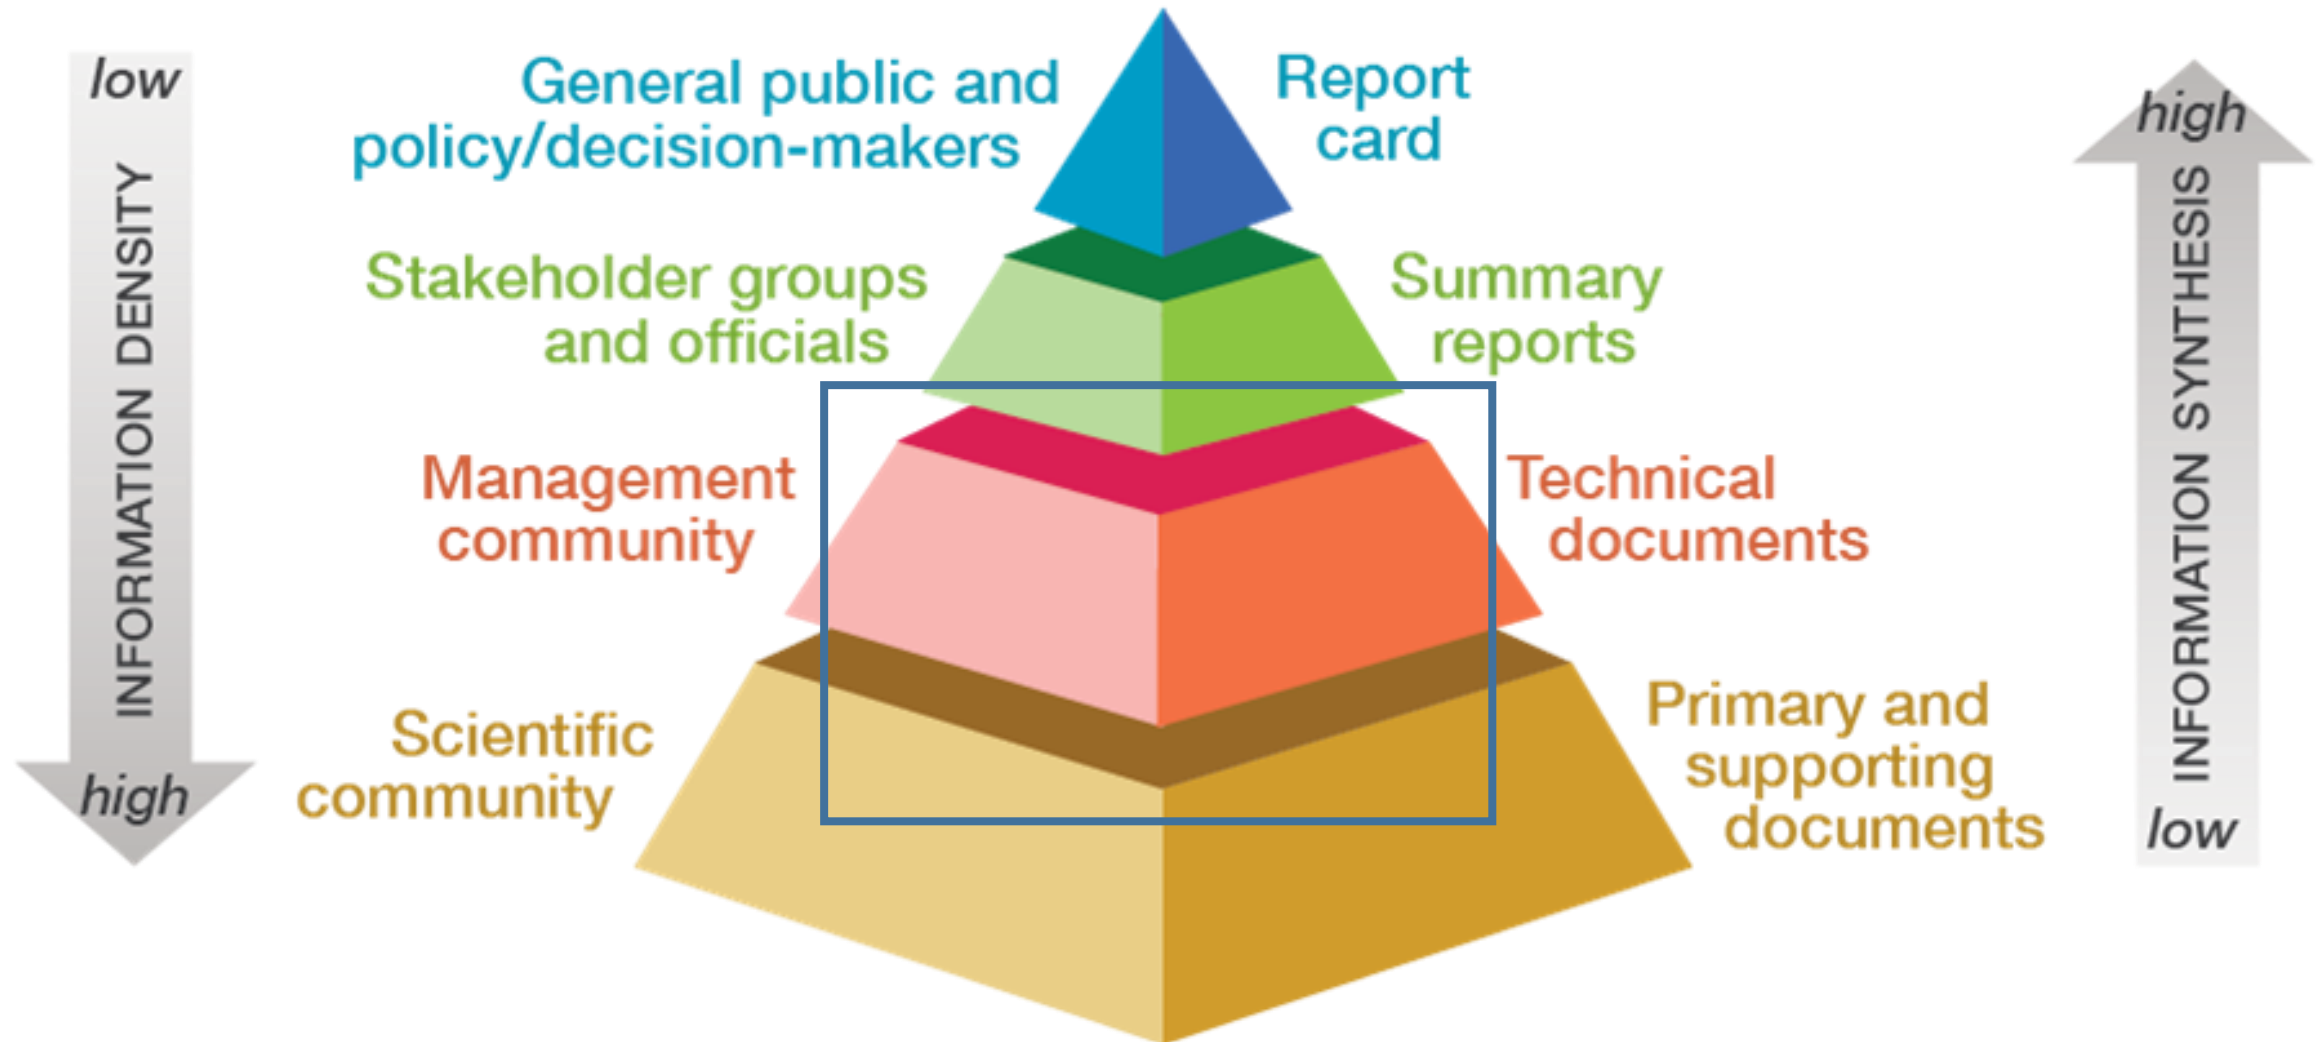 low
INFORMATION DENSITY
high
General public and
policy/decision-makers
Report
card
Stakeholder groups
and officials
Summary
reports
Management
community
Technical
documents
Scientific
community
Primary and
supporting
documents
high
INFORMATION SYNTHESIS
low